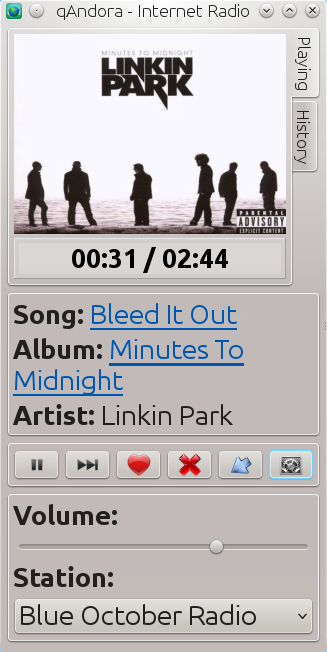 qAndora - Internet Radio
Playing
History
MINUTES TO MIDNIGHT
LINKIN
PARK
PARENTAL
ADVISORY
EXPLICIT CONTENT
00:31 / 02:44
Song: Bleed It Out
Album: Minutes To
Midnight
Artist: Linkin Park
Volume:
Station:
Blue October Radio